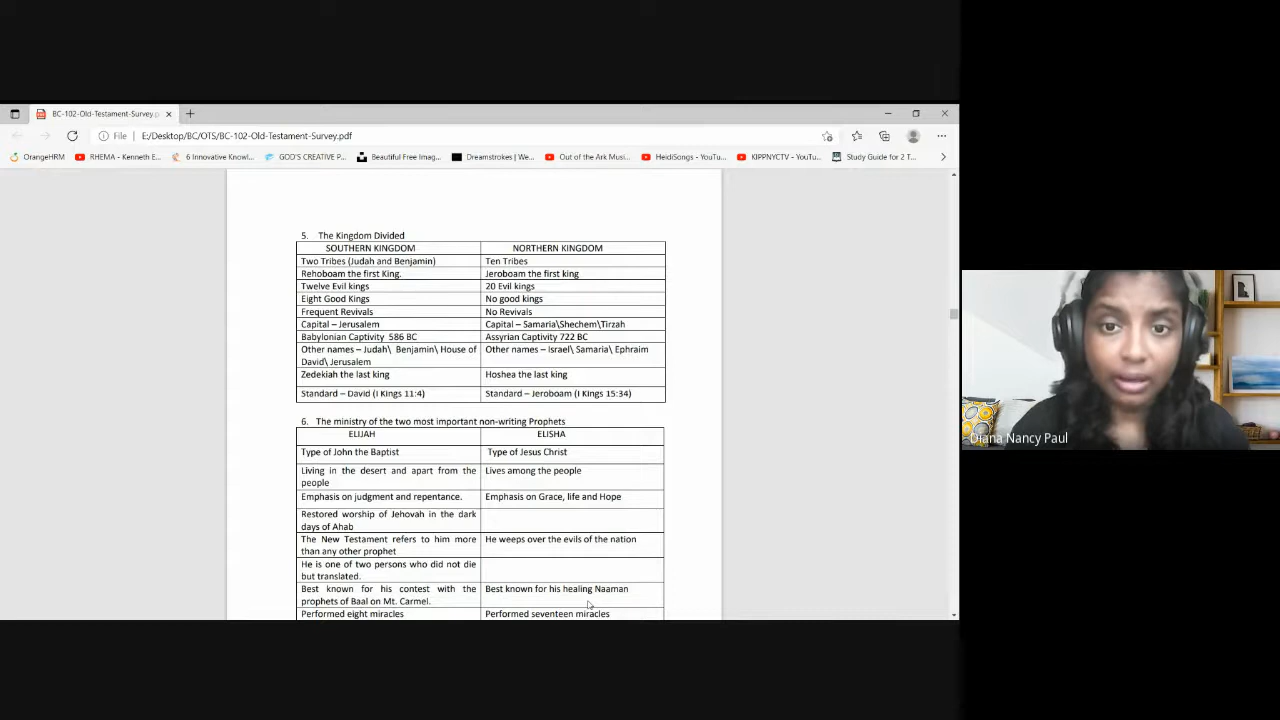 BC-102-Old-Testament-Survey.p
File E:/Desktop/BC/OTS/BC-102-Old-Testament-Survey.pdf
OrangeHRM RHEMA - Kenneth E... 6 Innovative Knowl... GOD'S CREATIVE P... Beautiful Free Imag... Dreamstrokes | We... Out of the Ark Musi... HeidiSongs - YouTu... KIPPNYCTV - YouTu... Study Guide for 2 T...
5. The Kingdom Divided
SOUTHERN KINGDOM NORTHERN KINGDOM
Two Tribes (Judah and Benjamin) Ten Tribes
Rehoboam the first King. Jeroboam the first king
Twelve Evil kings 20 Evil kings
Eight Good Kings No good kings
Frequent Revivals No Revivals
Capital – Jerusalem Capital – Samaria\Shechem\Tirzah
Babylonian Captivity 586 BC Assyrian Captivity 722 BC
Other names – Judah\ Benjamin\ House of Other names – Israel\ Samaria\ Ephraim
David\ Jerusalem
Zedekiah the last king Hoshea the last king
Standard – David (I Kings 11:4) Standard – Jeroboam (I KIngs 15:34)
6. The ministry of the two most important non-writing Prophets
ELIJAH ELISHA
Type of John the Baptist Type of Jesus Christ
Living in the desert and apart from the Lives among the people
people
Emphasis on judgment and repentance. Emphasis on Grace, life and Hope
Restored worship of Jehovah in the dark
days of Ahab
The New Testament refers to him more He weeps over the evils of the nation
than any other prophet
He is one of two persons who did not die
but translated.
Best known for his contest with the Best known for his healing Naaman
prophets of Baal on Mt. Carmel.
Performed eight miracles Performed seventeen miracles
Diana Nancy Paul